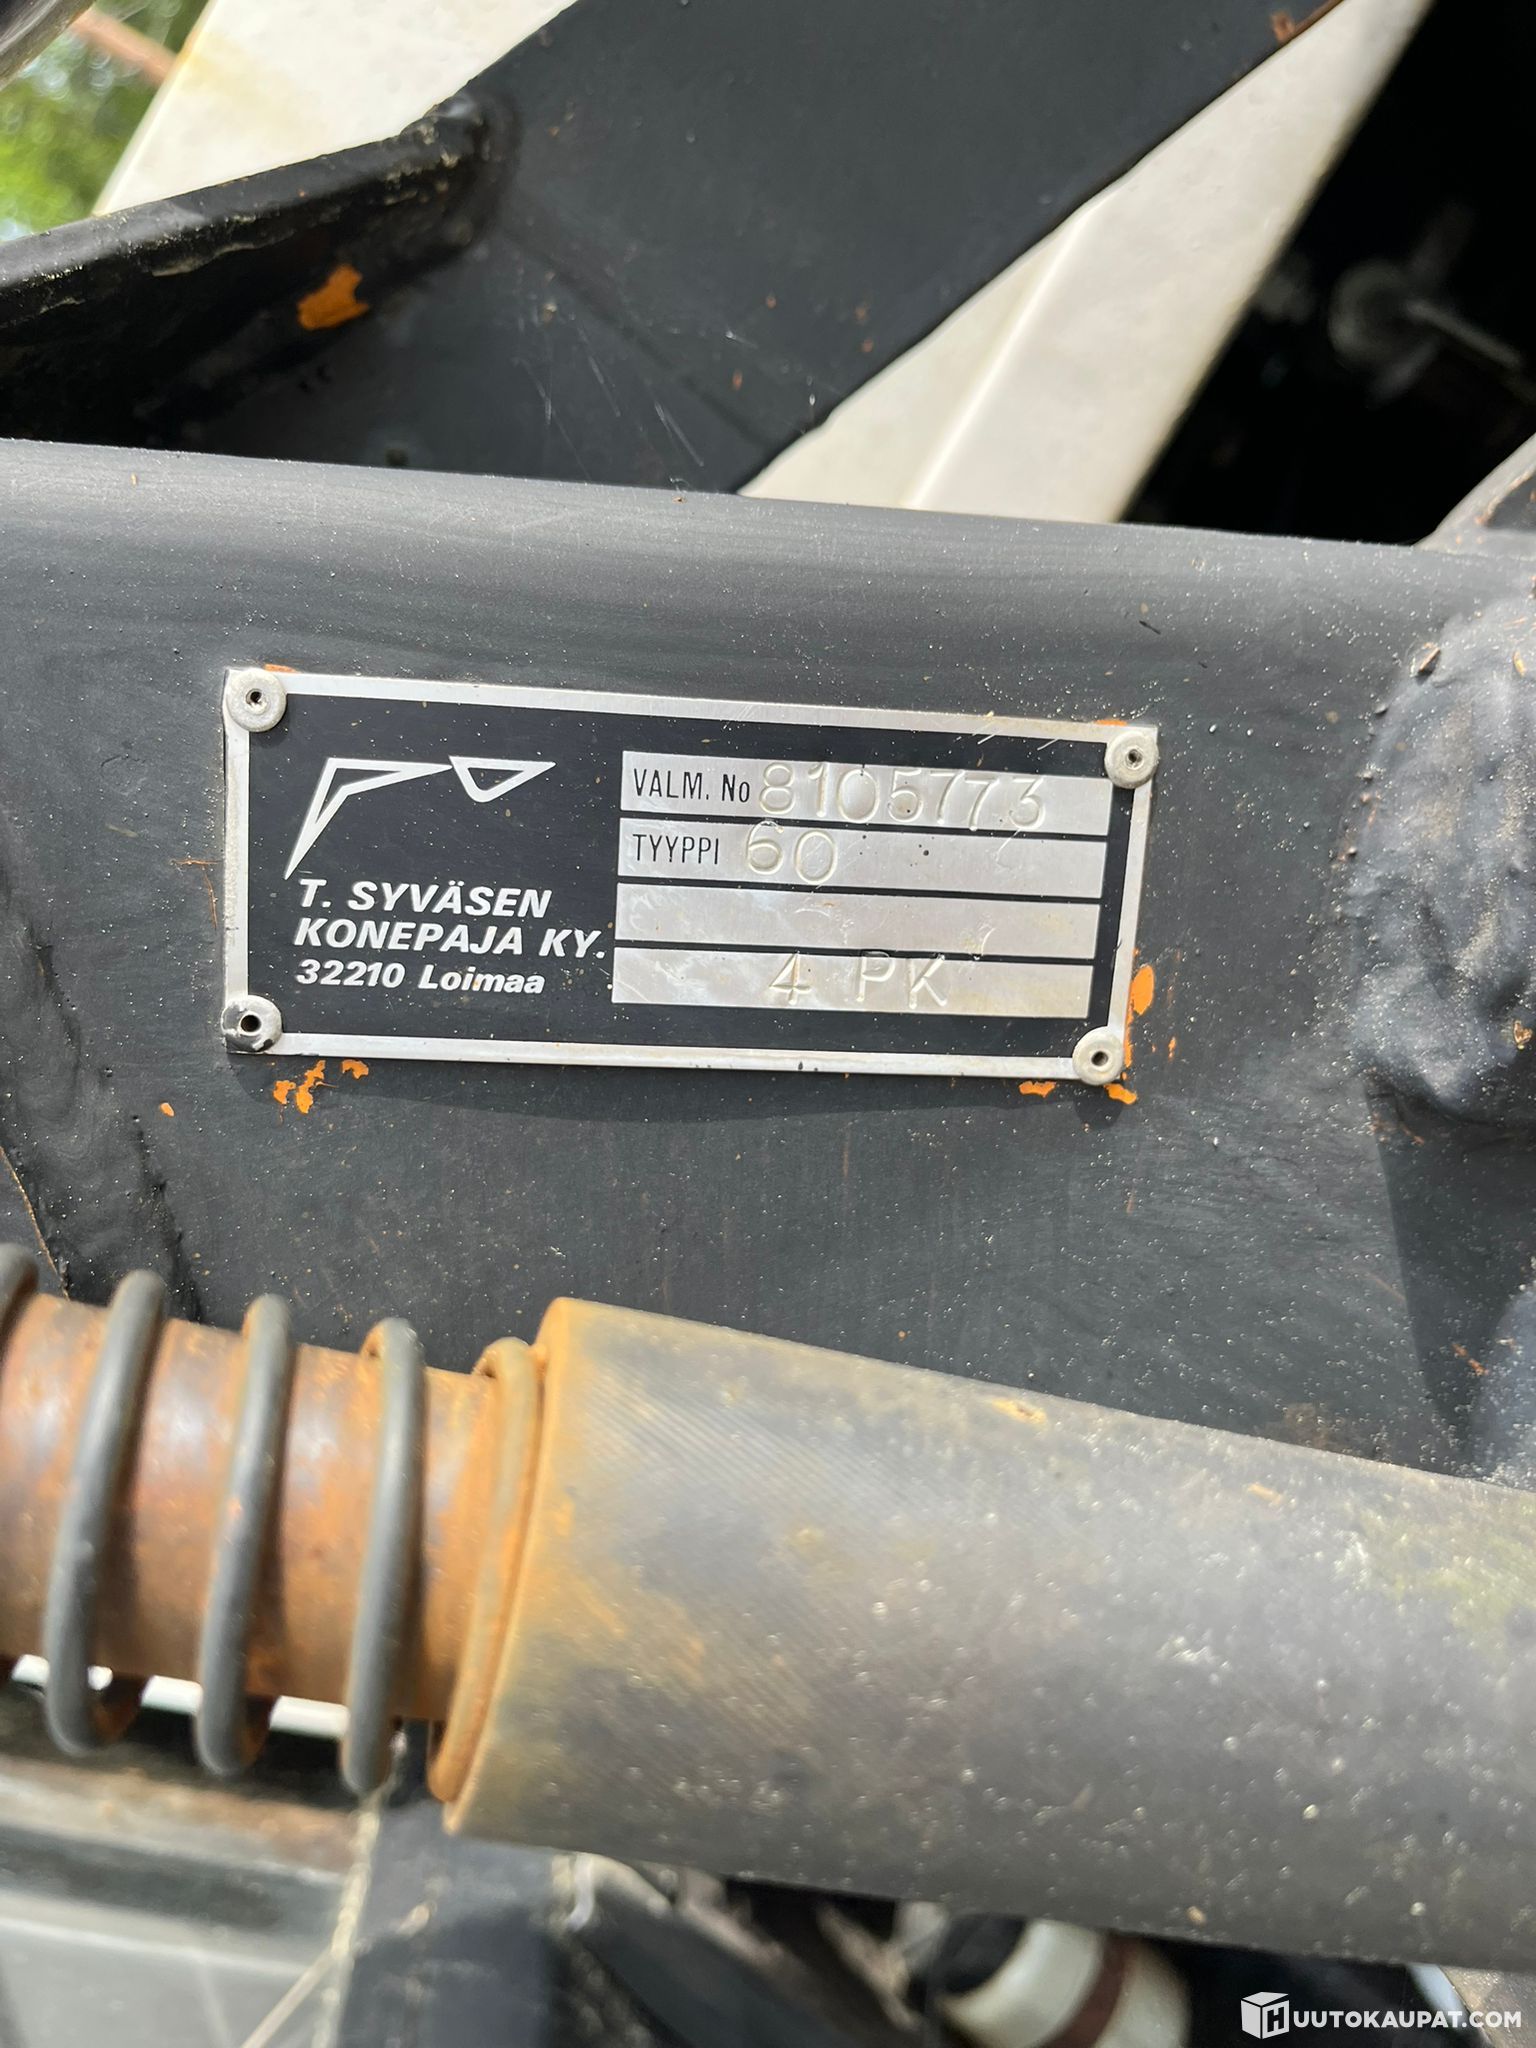 T. SYVÄSEN
KONEPAJA KY.
32210 Loimaa
VALM. No 8105773
TYYPPI 60
4 PK
HUUTOKAUPAT.COM